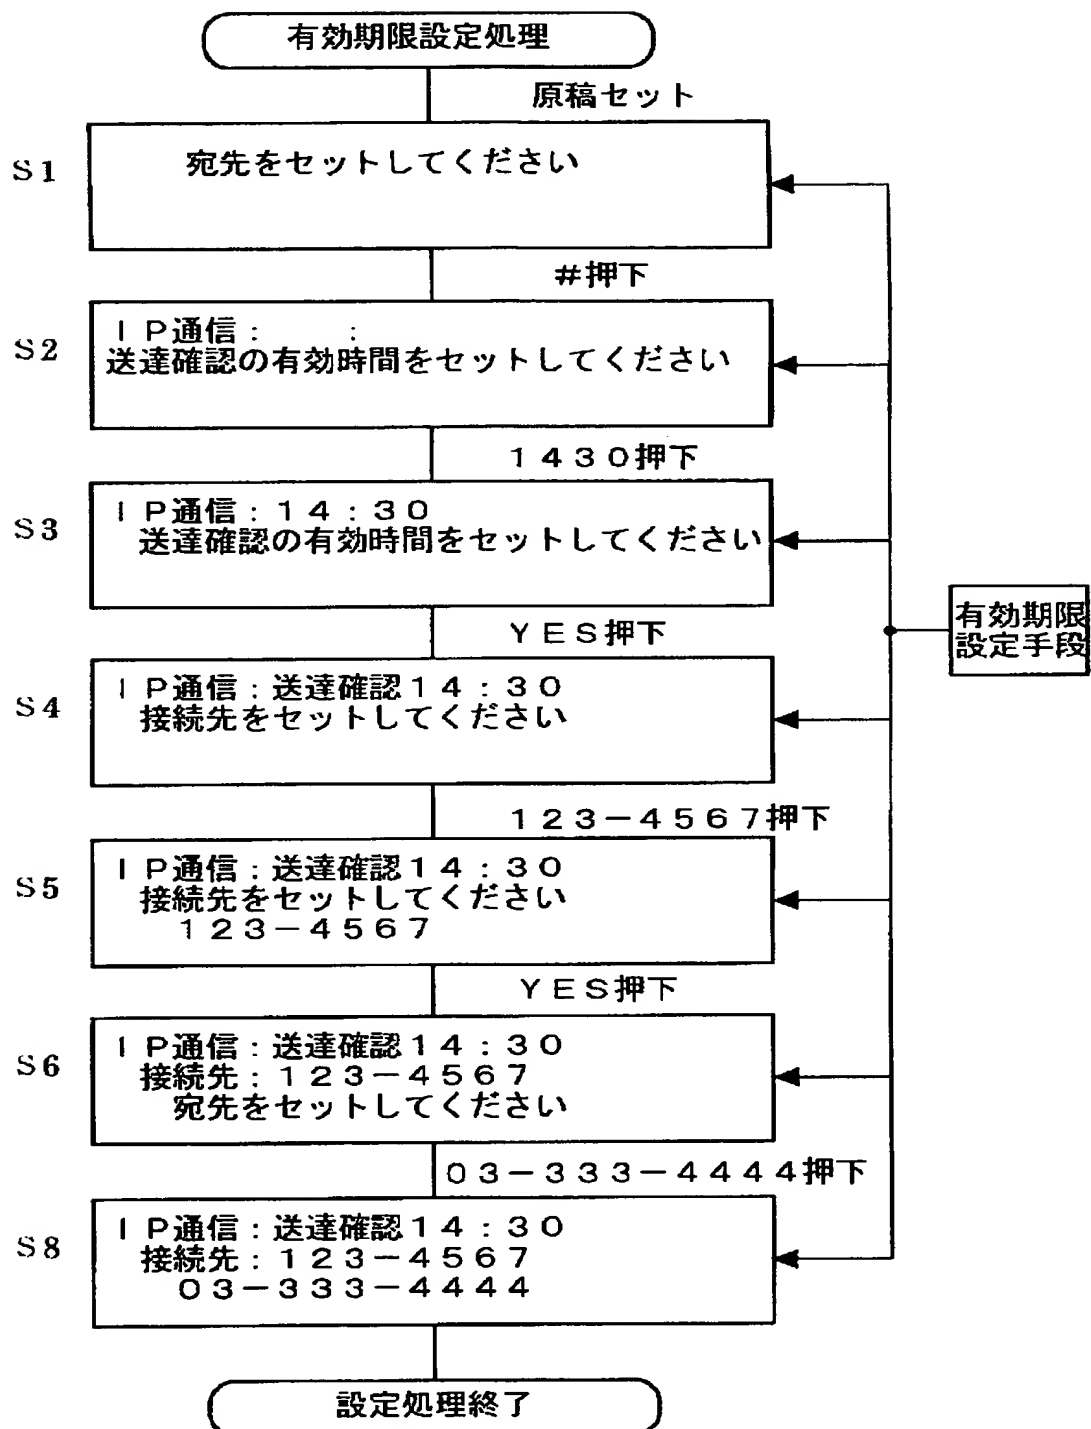 有効期限設定処理
原稿セット
S1
宛先をセットしてください
#押下
S2
IP通信:　　:
送達確認の有効時間をセットしてください
1430押下
S3
IP通信:14:30
送達確認の有効時間をセットしてください
YES押下
有効期限
設定手段
S4
IP通信:送達確認14:30
接続先をセットしてください
123-4567押下
S5
IP通信:送達確認14:30
接続先をセットしてください
123-4567
YES押下
S6
IP通信:送達確認14:30
接続先:123-4567
宛先をセットしてください
03-333-4444押下
S8
IP通信:送達確認14:30
接続先:123-4567
03-333-4444
設定処理終了